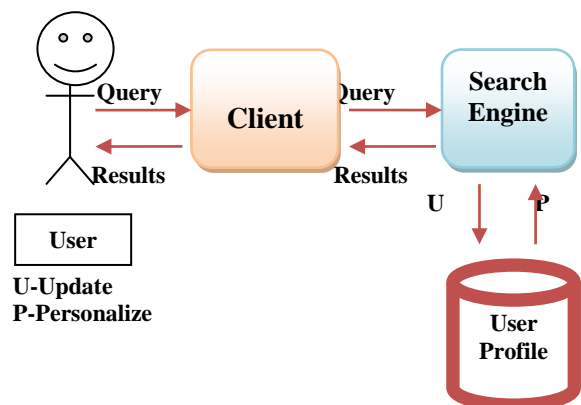 Query
Client
Query
Search
Engine
Results
Results
U
P
User
U-Update
P-Personalize
User
Profile